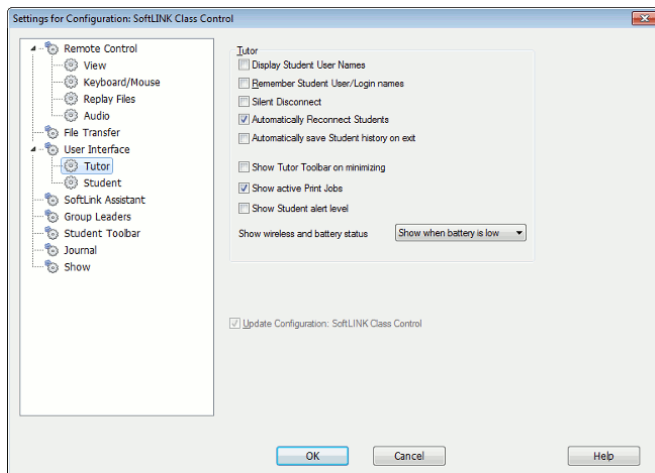 Settings for Configuration: SoftLINK Class Control
Remote Control
View
Keyboard/Mouse
Replay Files
Audio
File Transfer
User Interface
Tutor
Student
SoftLink Assistant
Group Leaders
Student Toolbar
Journal
Show
Tutor
Display Student User Names
Remember Student User/Login names
Silent Disconnect
Automatically Reconnect Students
Automatically save Student history on exit
Show Tutor Toolbar on minimizing
Show active Print Jobs
Show Student alert level
Show wireless and battery status Show when battery is low
Update Configuration: SoftLINK Class Control
OK Cancel Help